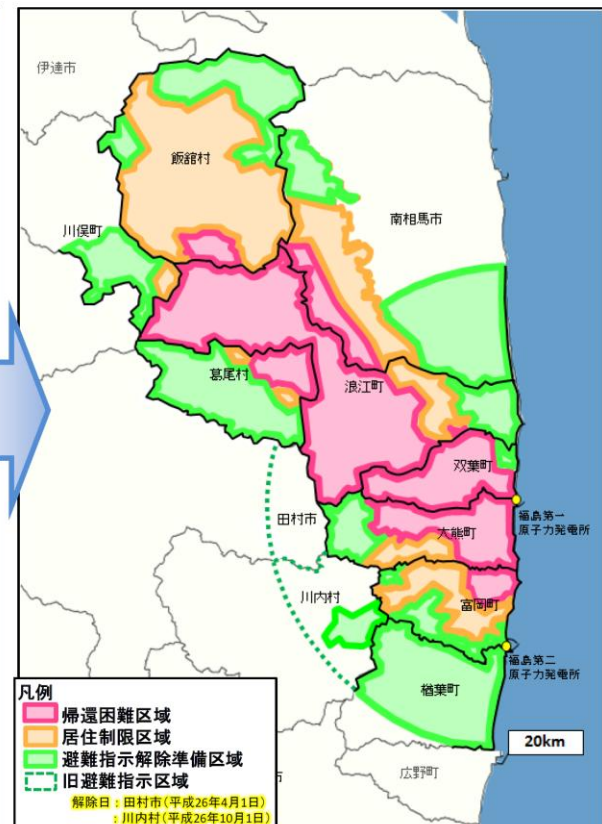 伊達市
飯舘村
川俣町
南相馬市
葛尾村
浪江町
双葉町
福島第一
原子力発電所
田村市
大熊町
川内村
富岡町
福島第二
原子力発電所
楢葉町
広野町
20km
凡例
帰還困難区域
居住制限区域
避難指示解除準備区域
旧避難指示区域
解除日:田村市(平成26年4月1日)
:川内村(平成26年10月1日)